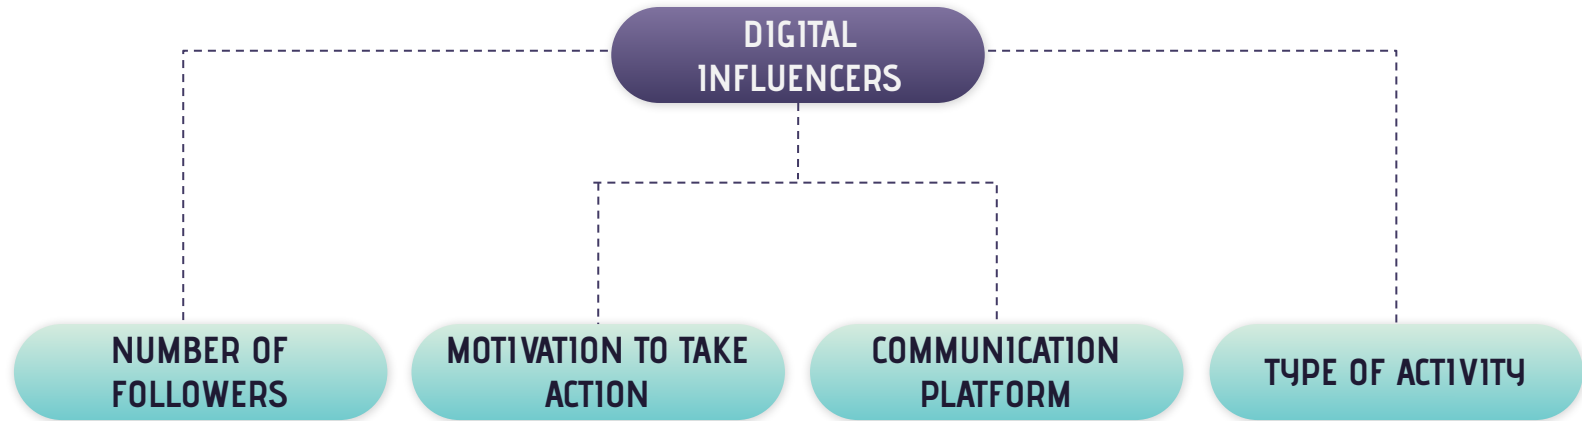 DIGITAL
INFLUENCERS
NUMBER OF
FOLLOWERS
MOTIVATION TO TAKE
ACTION
COMMUNICATION
PLATFORM
TYPE OF ACTIVITY